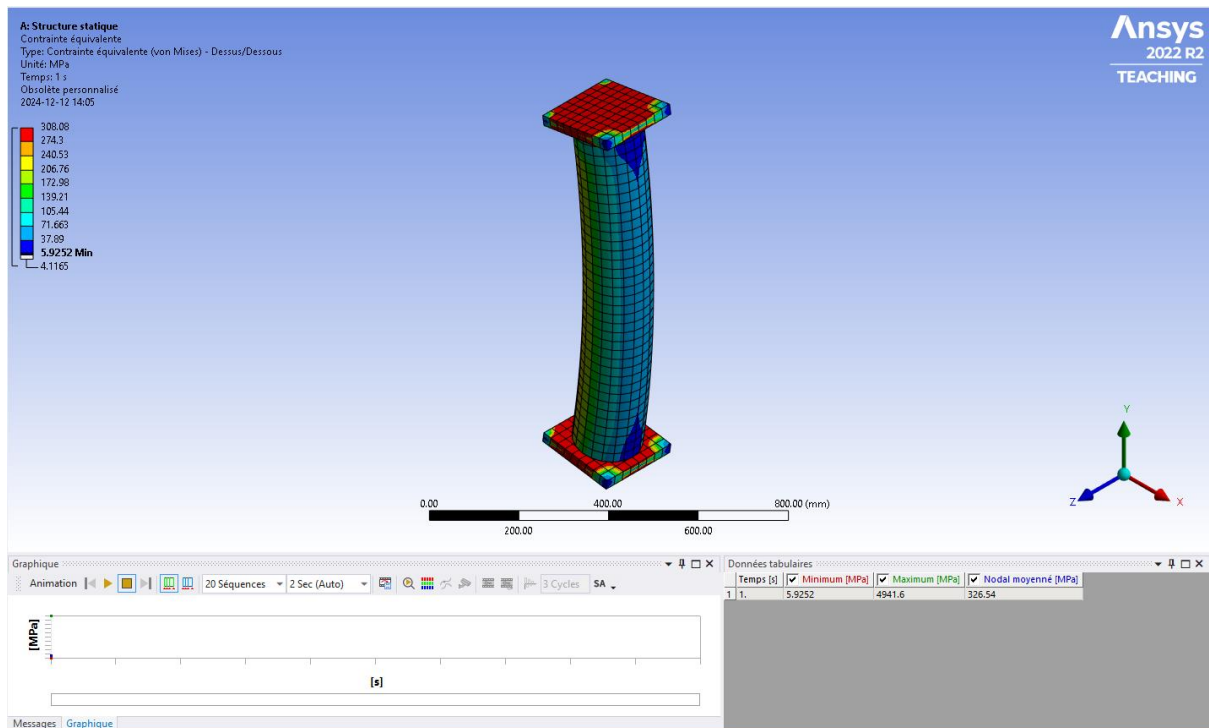 A: Structure statique
Contrainte équivalente
Type: Contrainte équivalente (von Mises) - Dessus/Dessous
Unité: MPa
Temps: 1 s
Obsolète personnalisé
2024-12-12 14:05
308.08
274.3
240.53
206.76
172.98
139.21
105.44
71.663
37.89
5.9252 Min
4.1165
Ansys
2022 R2
TEACHING
0.00 400.00 800.00 (mm)
200.00 600.00
Y
Z X
Graphique
Animation 20 Séquences 2 Sec (Auto) 3 Cycles SA
[MPa]
[s]
Messages Graphique
Données tabulaires
Temps [s] Minimum [MPa] Maximum [MPa] Nodal moyenné [MPa]
1 1. 5.9252 4941.6 326.54